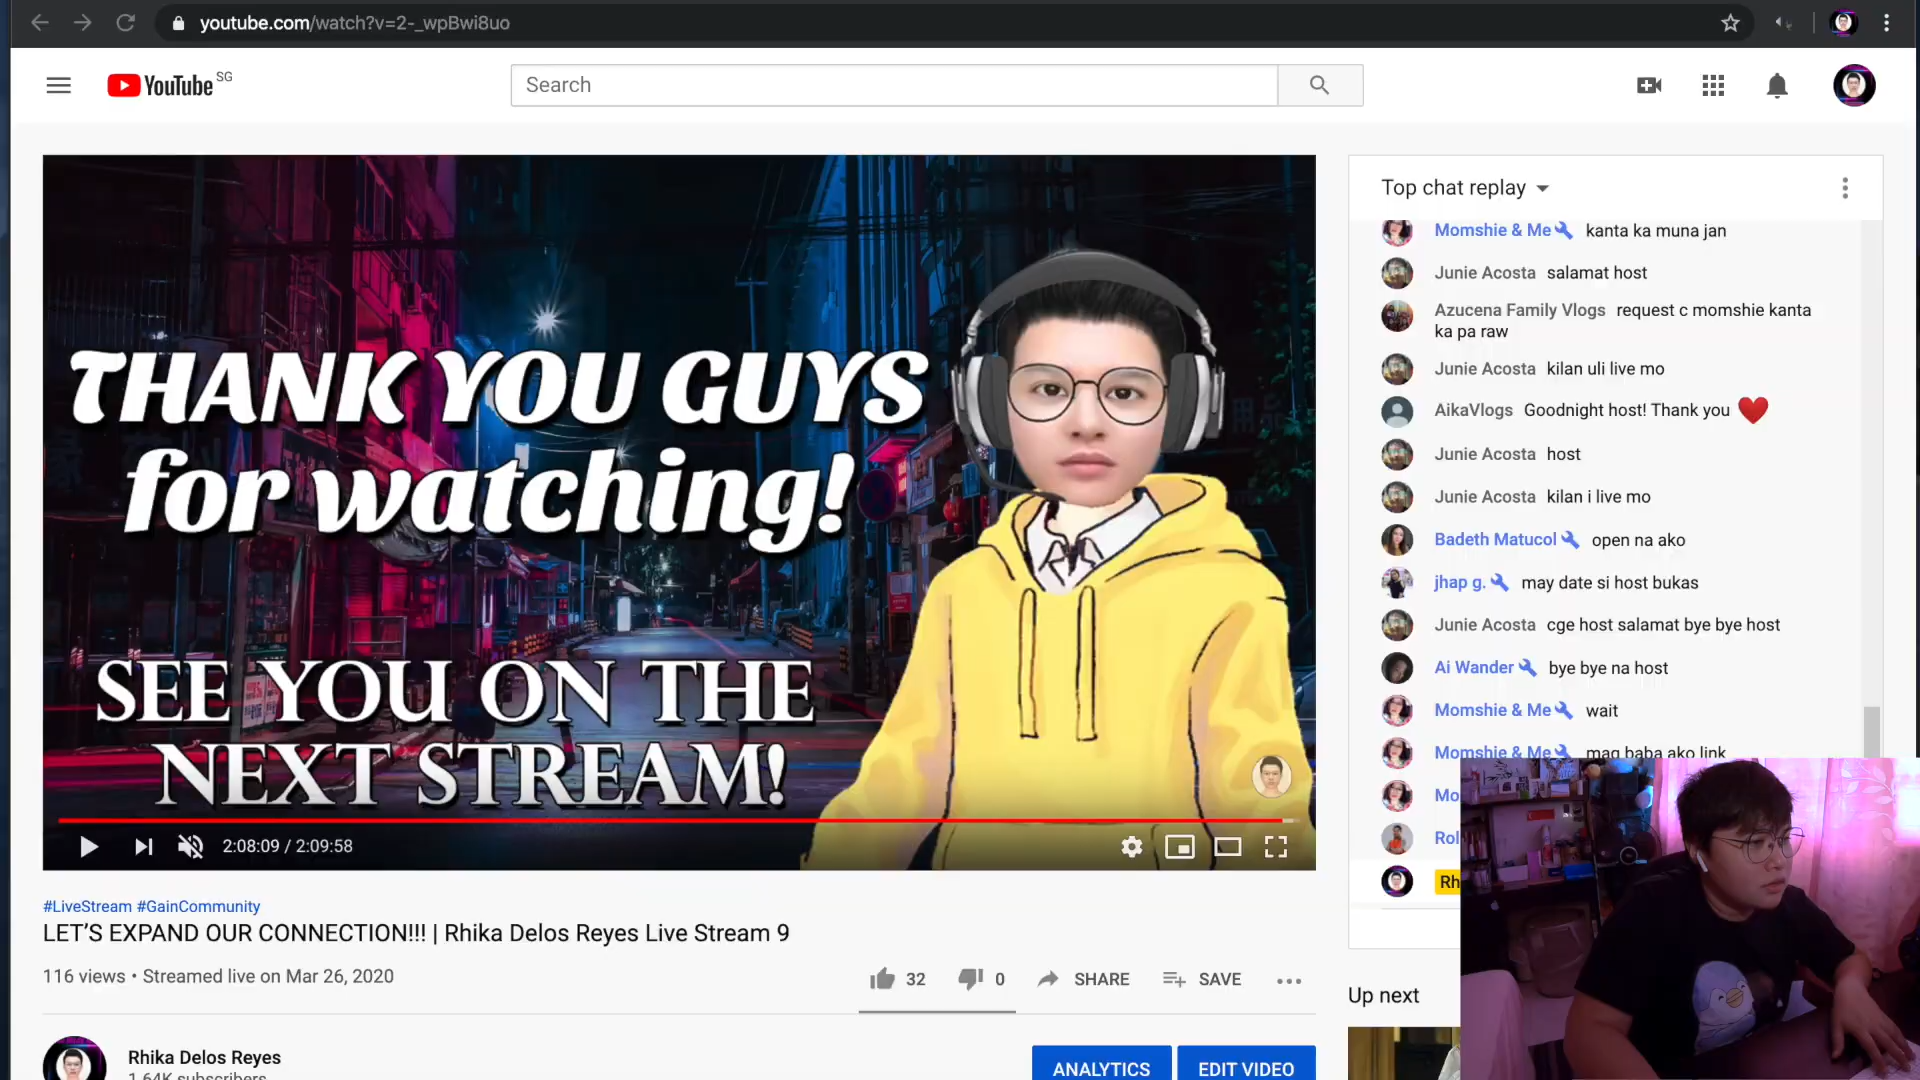 youtube.com/watch?v=2-_wpBwi8uo
YouTube SG
Search
THANK YOU GUYS
for watching!
SEE YOU ON THE
NEXT STREAM!
2:08:09 / 2:09:58
#LiveStream #GainCommunity
LET’S EXPAND OUR CONNECTION!!! | Rhika Delos Reyes Live Stream 9
116 views • Streamed live on Mar 26, 2020
32
0
SHARE
SAVE
Rhika Delos Reyes
1.64K subscribers
ANALYTICS
EDIT VIDEO
Top chat replay
Momshie & Me kanta ka muna jan
Junie Acosta salamat host
Azucena Family Vlogs request c momshie kanta
ka pa raw
Junie Acosta kilan uli live mo
AikaVlogs Goodnight host! Thank you
Junie Acosta host
Junie Acosta kilan i live mo
Badeth Matucol open na ako
jhap g. may date si host bukas
Junie Acosta cge host salamat bye bye host
Ai Wander bye bye na host
Momshie & Me wait
Momshie & Me mag baba ako link
Mo
Rol
Rh
Up next